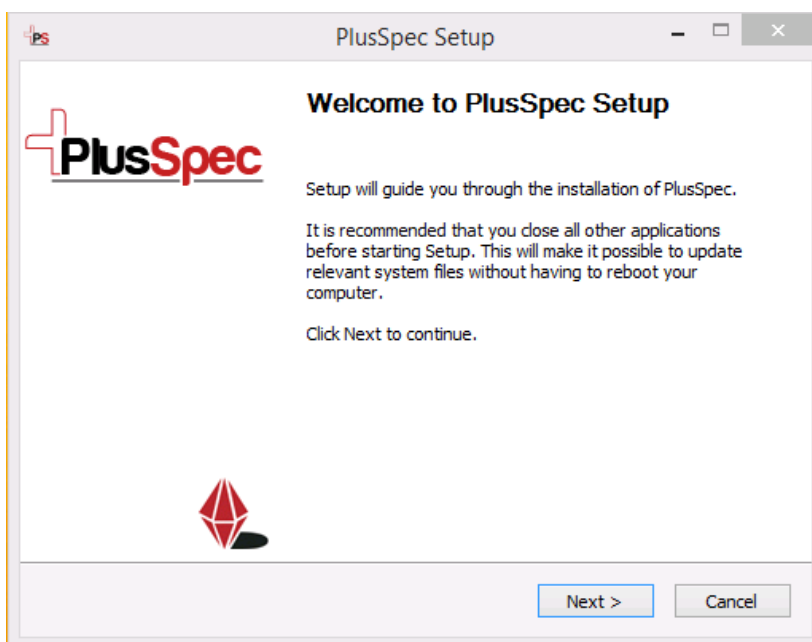 PS
PlusSpec Setup
Welcome to PlusSpec Setup
PlusSpec
Setup will guide you through the installation of PlusSpec.
It is recommended that you close all other applications
before starting Setup. This will make it possible to update
relevant system files without having to reboot your
computer.
Click Next to continue.
Next >
Cancel